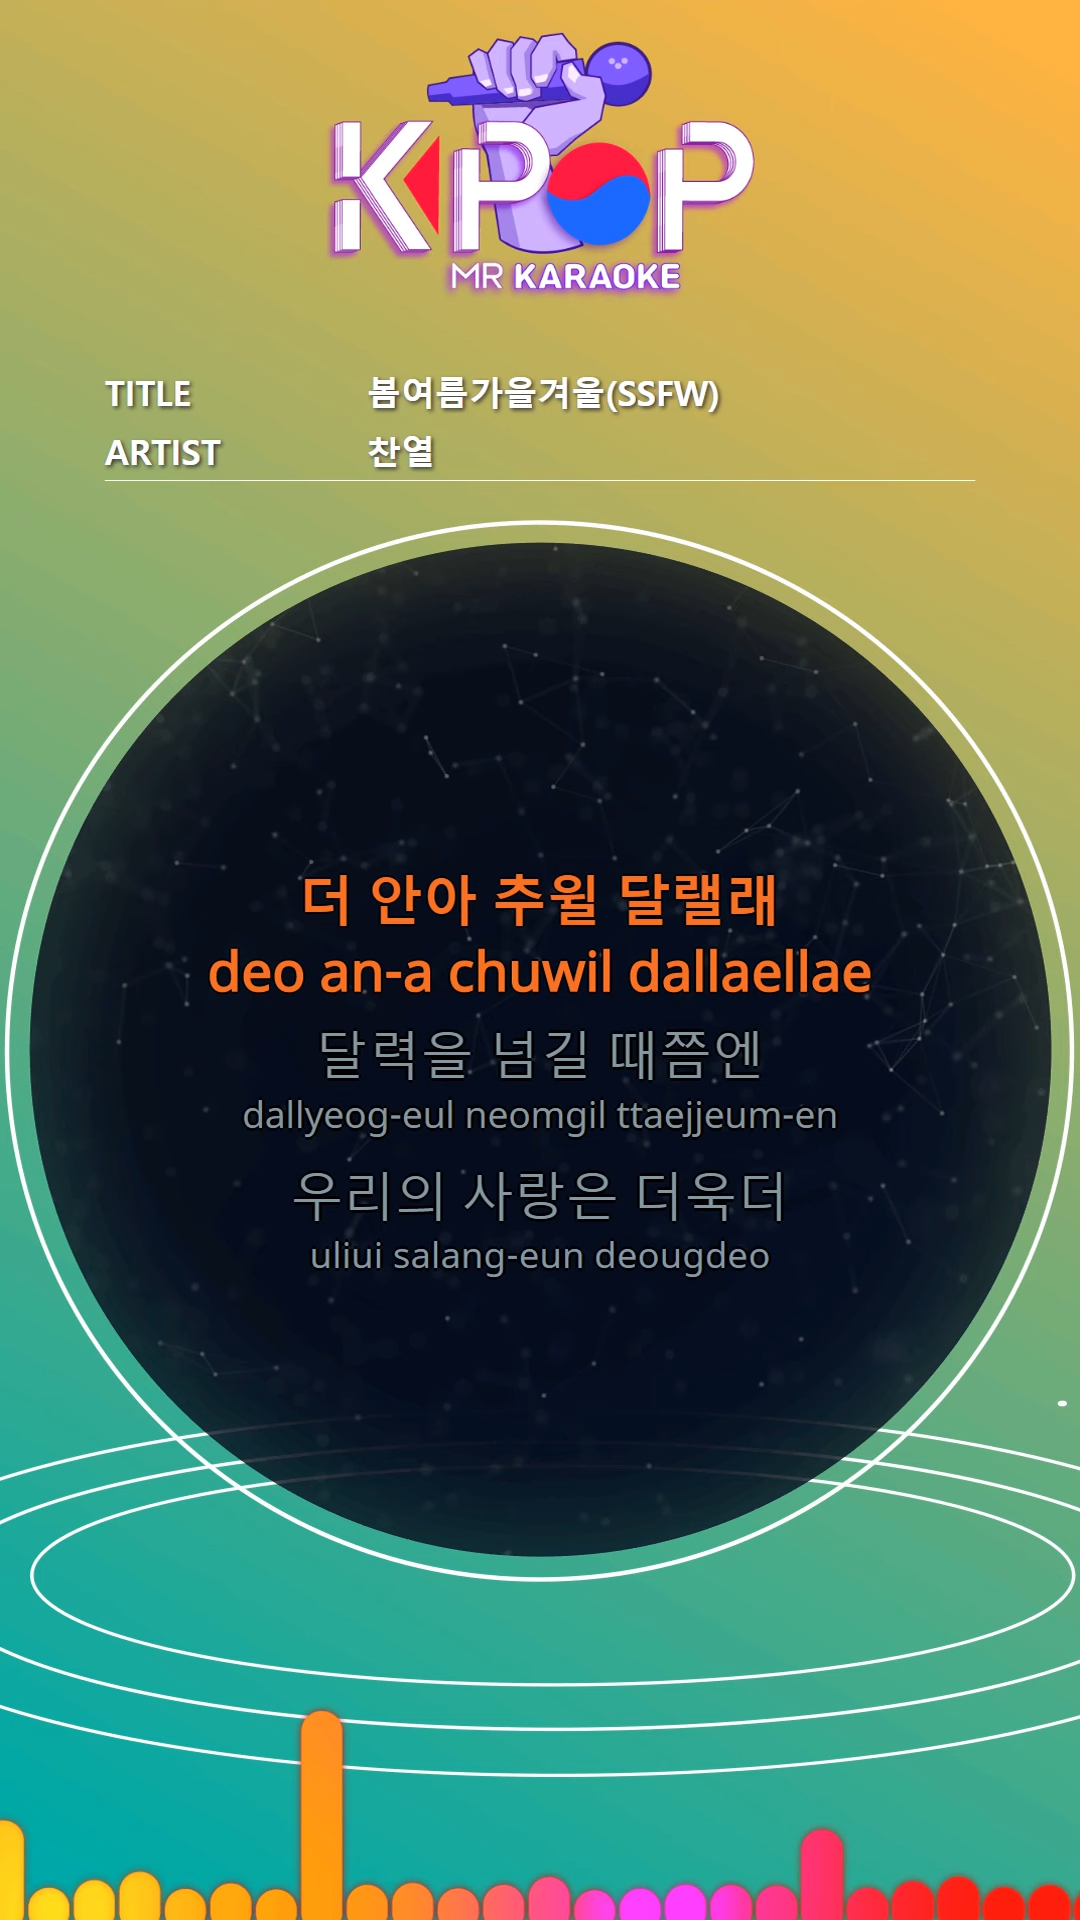 KPOP
MR KARAOKE
TITLE 봄여름가을겨울(SSFW)
ARTIST 찬열
더 안아 추윌 달랠래
deo an-a chuwil dallaellae
달력을 넘길 때쯤엔
dallyeog-eul neomgil ttaejjeum-en
우리의 사랑은 더욱더
uliui salang-eun deougdeo